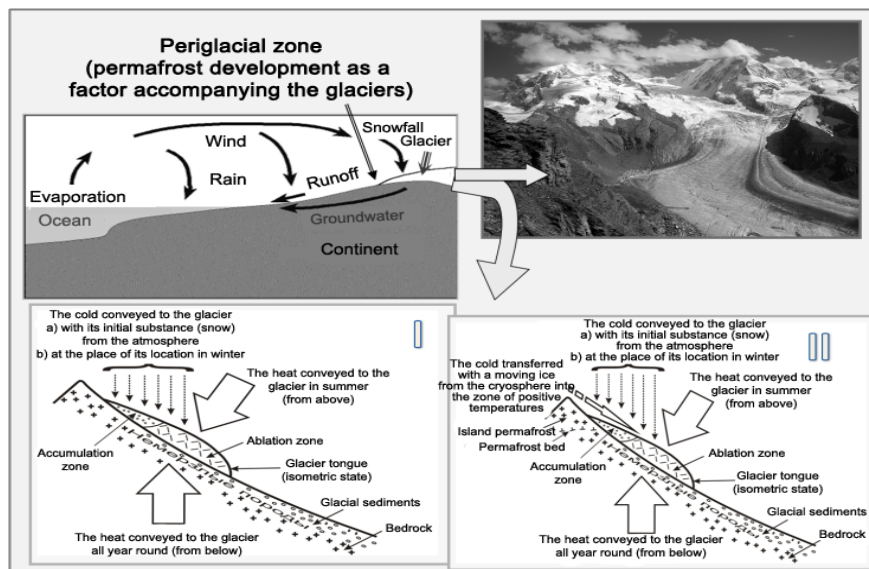 Periglacial zone
(permafrost development as a
factor accompanying the glaciers)
Snowfall
Glacier
Wind
Rain
Runoff
Evaporation
Ocean
Groundwater
Continent
The cold conveyed to the glacier
a) with its initial substance (snow)
from the atmosphere
b) at the place of its location in winter
I
The heat conveyed to the
glacier in summer
(from above)
Accumulation
zone
Ablation zone
Glacier tongue
(isometric state)
Немерзлые породы
Glacial sediments
Bedrock
The heat conveyed to the glacier
all year round (from below)
The cold conveyed to the glacier
a) with its initial substance (snow)
from the atmosphere
b) at the place of its location in winter
II
The cold transferred
with a moving ice
from the cryosphere into
the zone of positive
temperatures
The heat conveyed to the
glacier in summer
(from above)
Island permafrost
Permafrost bed
Accumulation
zone
Ablation zone
Glacier tongue
(isometric state)
Немерзлые породы
Glacial sediments
Bedrock
The heat conveyed to the glacier
all year round (from below)